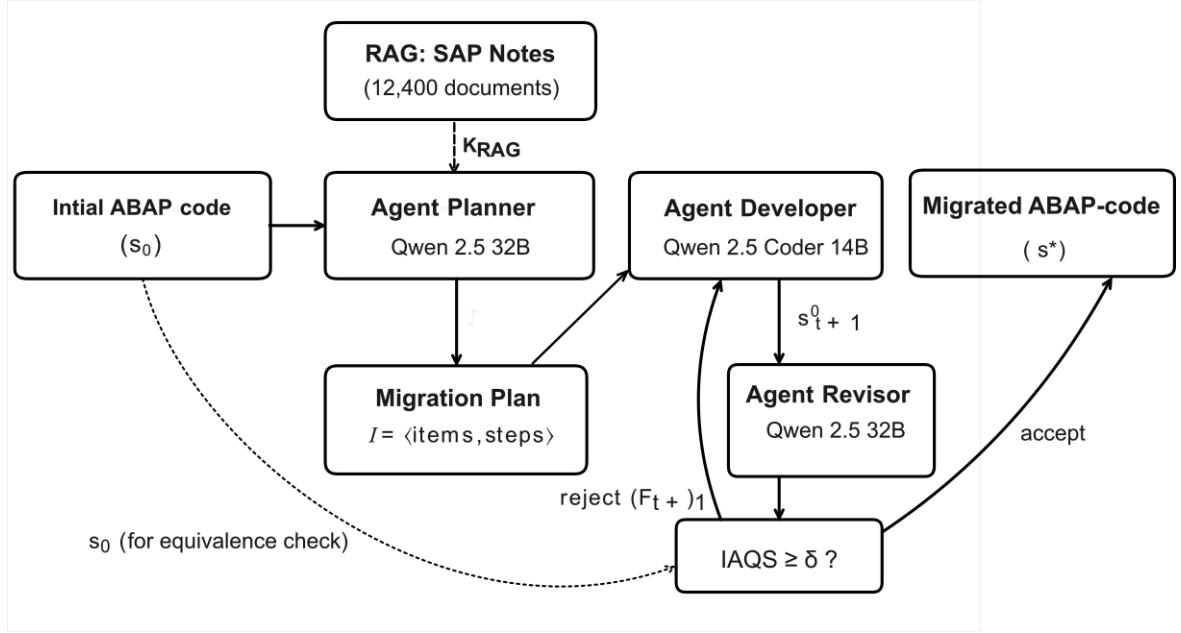 RAG: SAP Notes
(12,400 documents)
KRAG
Intial ABAP code
(s0)
Agent Planner
Qwen 2.5 32B
Agent Developer
Qwen 2.5 Coder 14B
Migrated ABAP-code
( s*)
I
s0t + 1
Migration Plan
I = ⟨items,steps⟩
Agent Revisor
Qwen 2.5 32B
accept
reject (Ft + )1
s0 (for equivalence check)
IAQS ≥ δ ?